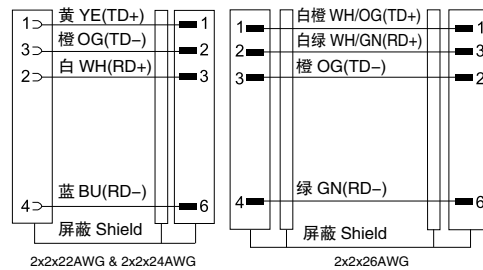 1 黄 YE(TD+) 1
3 橙 OG(TD−) 2
2 白 WH(RD+) 3
4 蓝 BU(RD−) 6
屏蔽 Shield
2x2x22AWG & 2x2x24AWG
1 白橙 WH/OG(TD+) 1
2 白绿 WH/GN(RD+) 3
3 橙 OG(TD−) 2
4 绿 GN(RD−) 6
屏蔽 Shield
2x2x26AWG